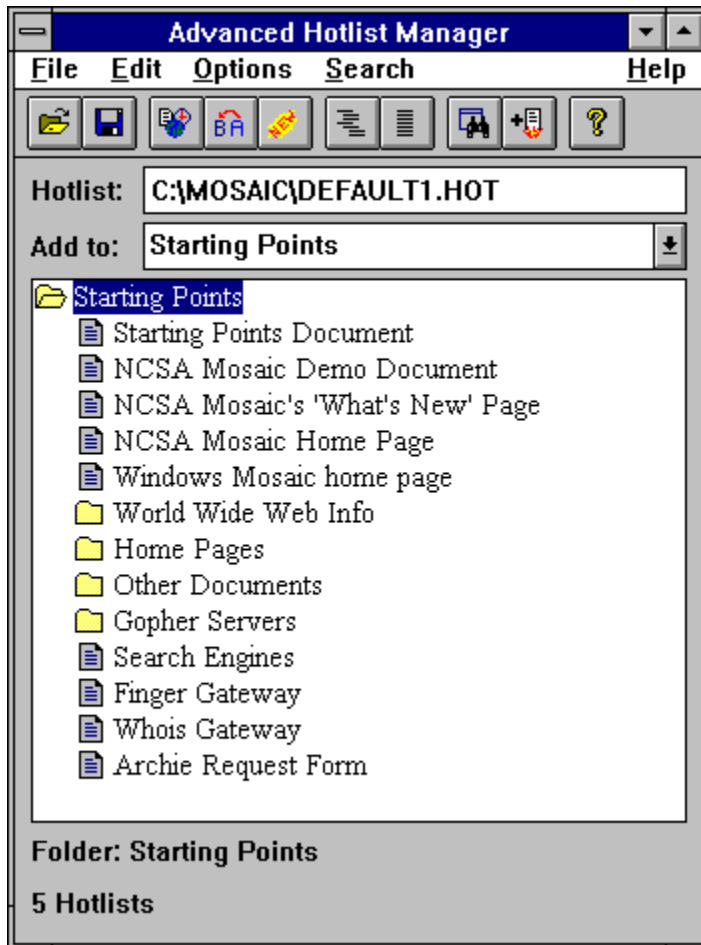 Advanced Hotlist Manager
File Edit Options Search Help
BA NEW
Hotlist: C:\MOSAIC\DEFAULT1.HOT
Add to: Starting Points
Starting Points
Starting Points Document
NCSA Mosaic Demo Document
NCSA Mosaic's 'What's New' Page
NCSA Mosaic Home Page
Windows Mosaic home page
World Wide Web Info
Home Pages
Other Documents
Gopher Servers
Search Engines
Finger Gateway
Whois Gateway
Archie Request Form
Folder: Starting Points
5 Hotlists